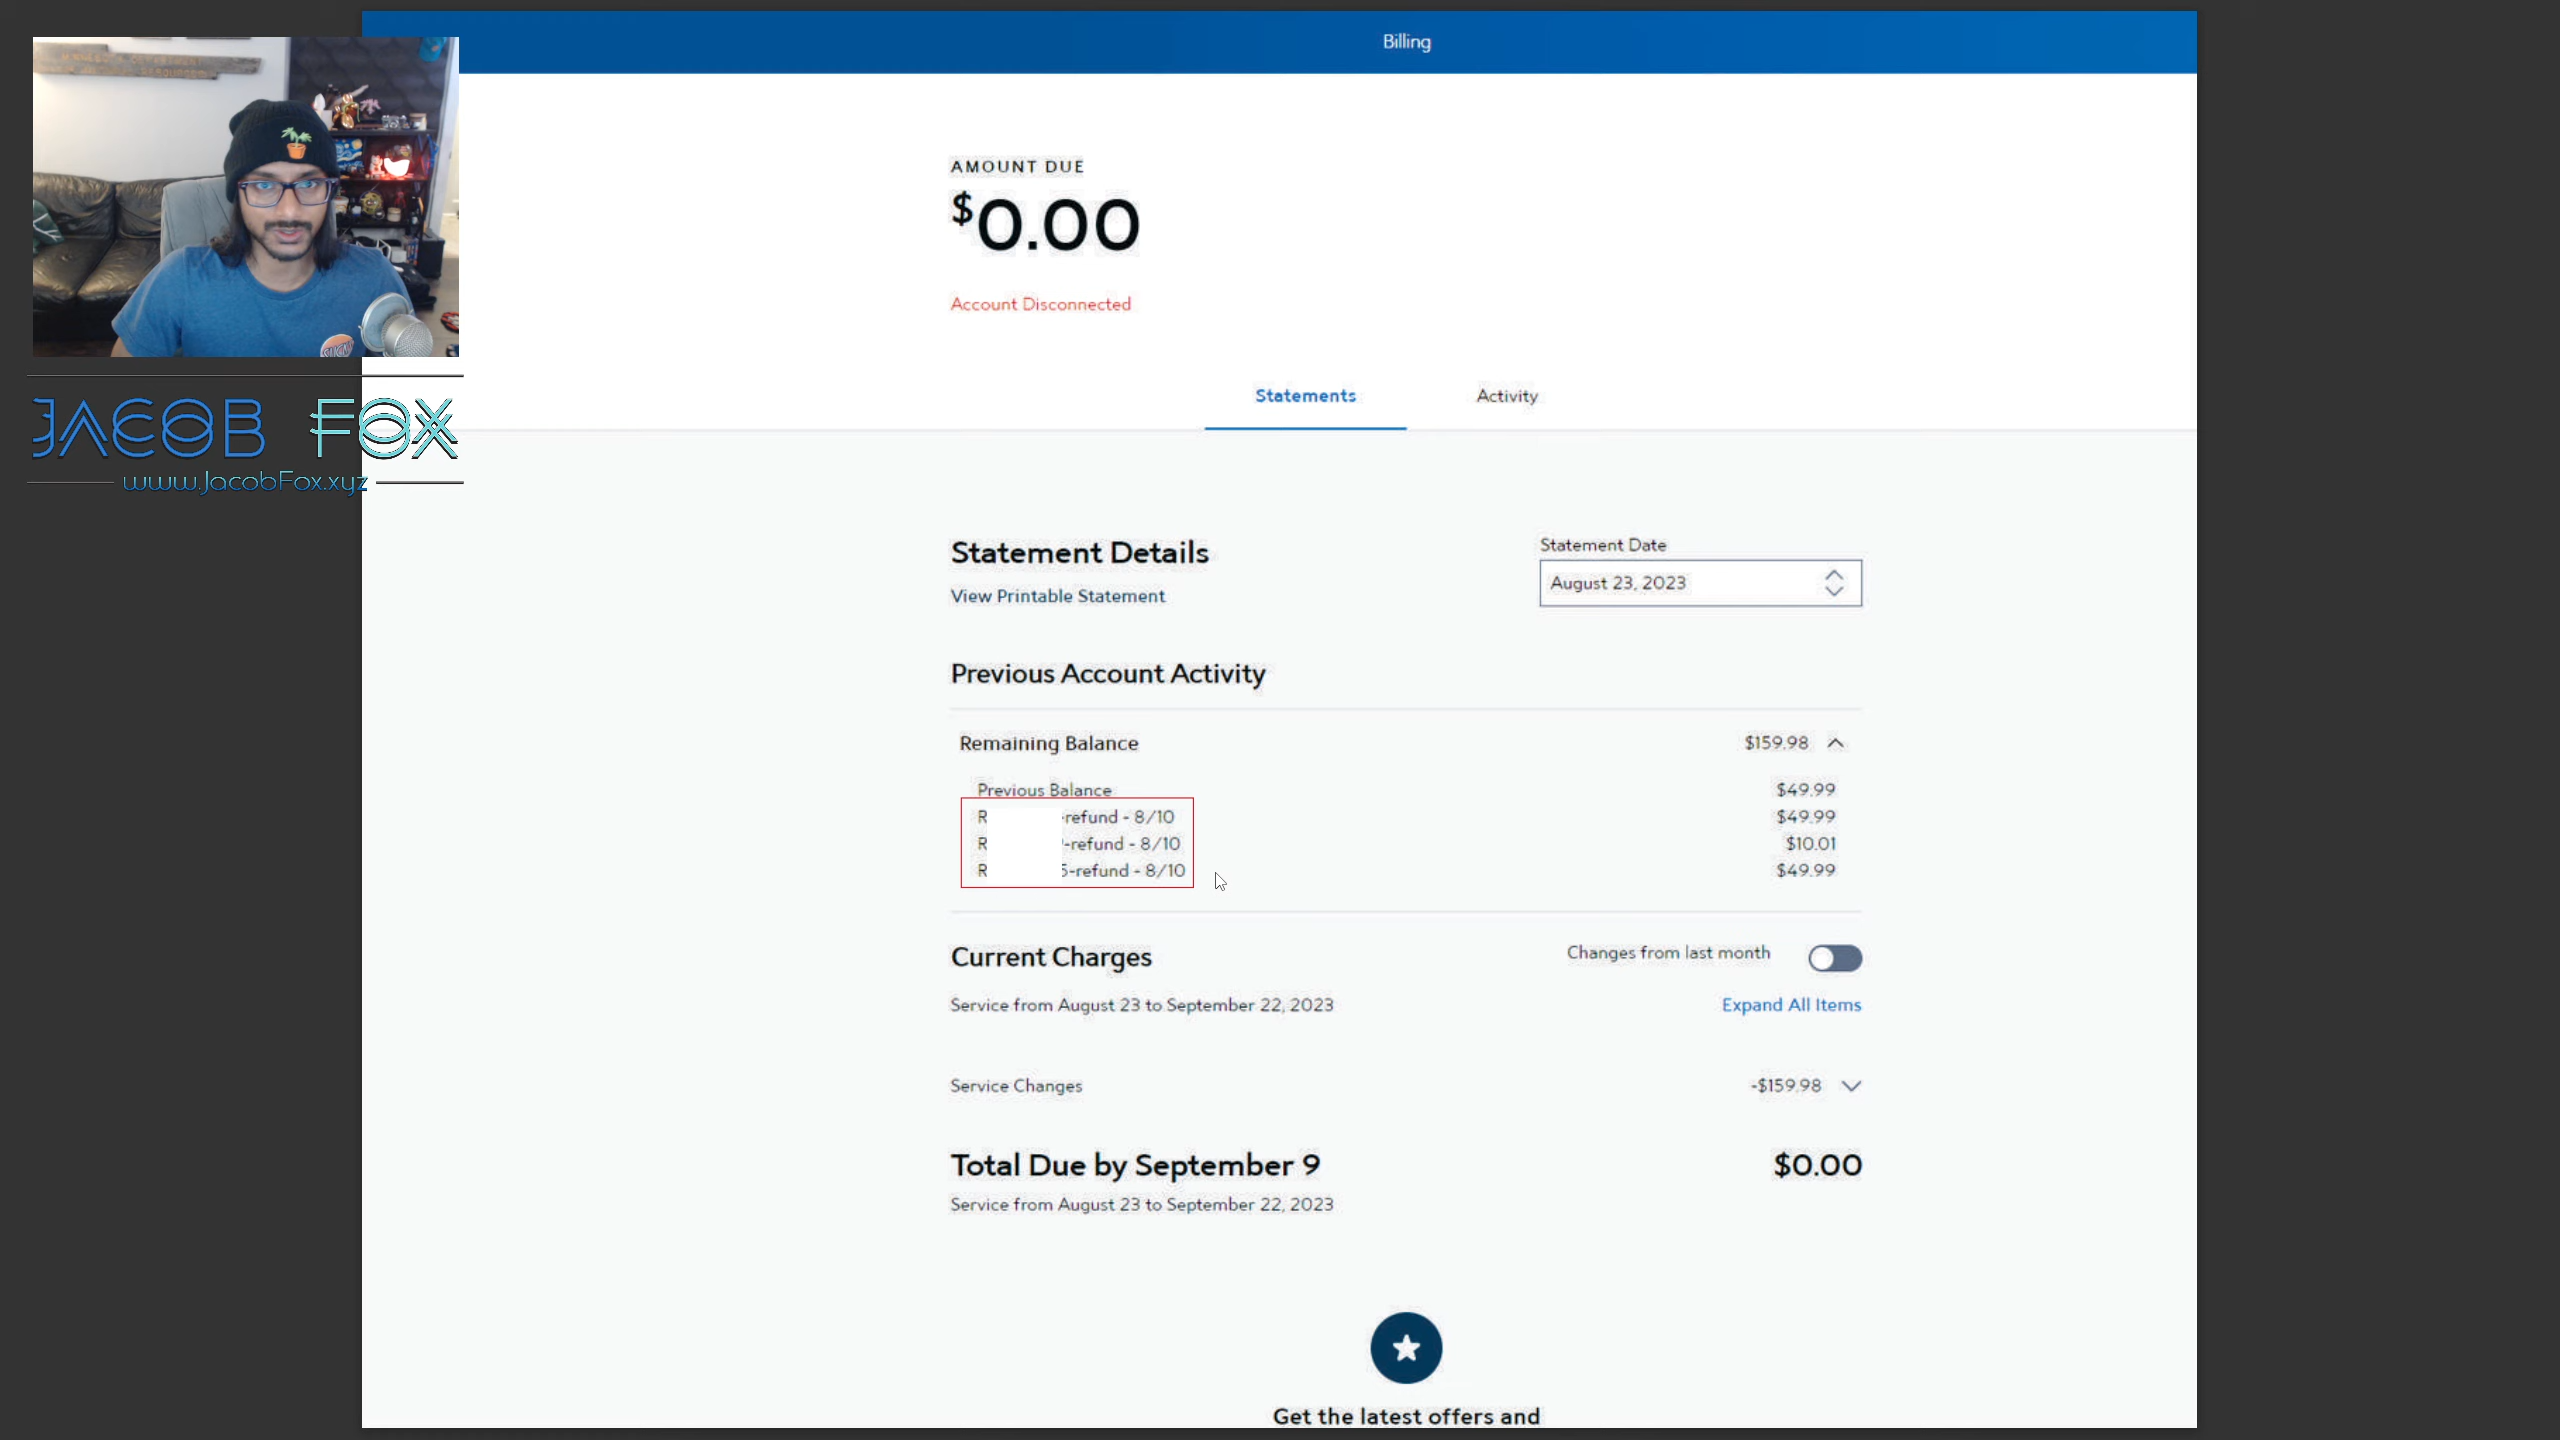 Billing
AMOUNT DUE
$0.00
Account Disconnected
Statements
Activity
JACOB FOX
www.JacobFox.xyz
Statement Details
View Printable Statement
Statement Date
August 23, 2023
Previous Account Activity
Remaining Balance $159.98
Previous Balance $49.99
R -refund - 8/10 $49.99
R -refund - 8/10 $10.01
R 5-refund - 8/10 $49.99
Current Charges
Changes from last month
Service from August 23 to September 22, 2023
Expand All Items
Service Changes -$159.98
Total Due by September 9 $0.00
Service from August 23 to September 22, 2023
Get the latest offers and